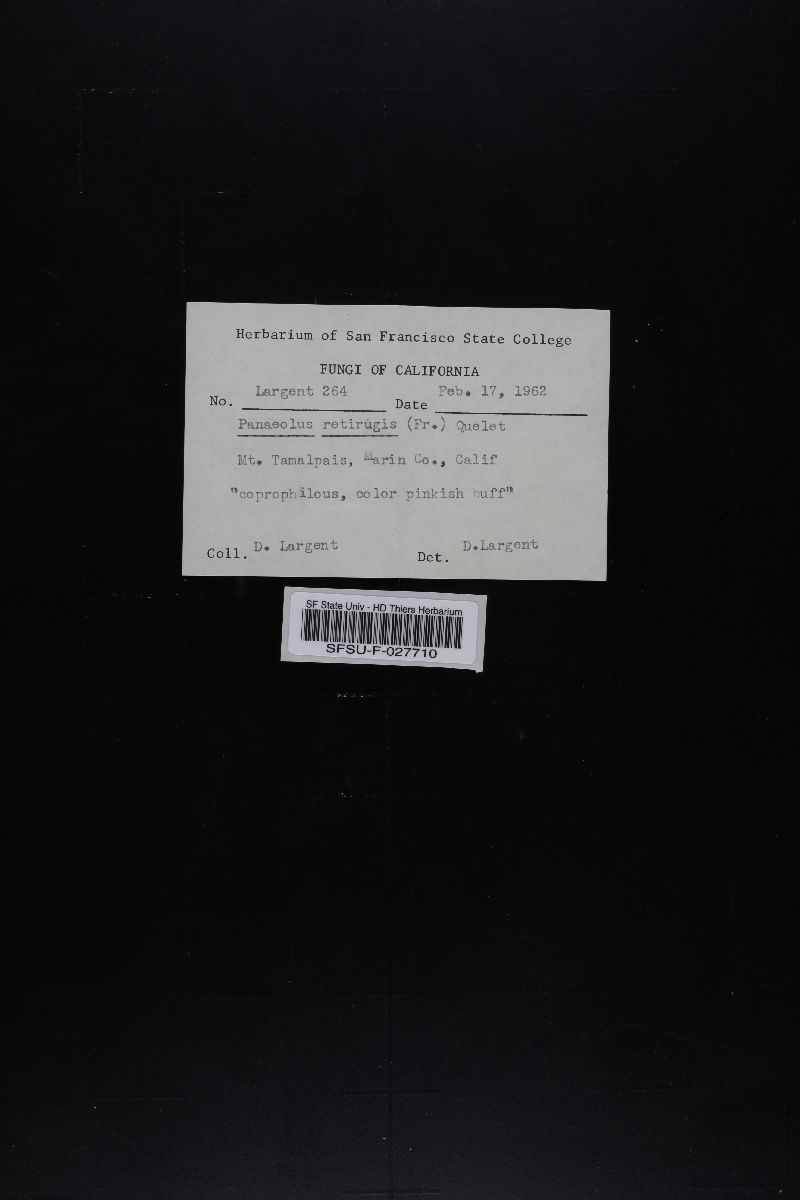 Herbarium of San Francisco State College
FUNGI OF CALIFORNIA
No. Largent 264 Date Feb. 17, 1962
Panaeolus retirugis (Fr.) Quelet
Mt. Tamalpais, Marin Co., Calif
"coprophilous, color pinkish buff"
Coll. D. Largent Det. D.Largent
SF State Univ - HD Thiers Herbarium
SFSU-F-027710